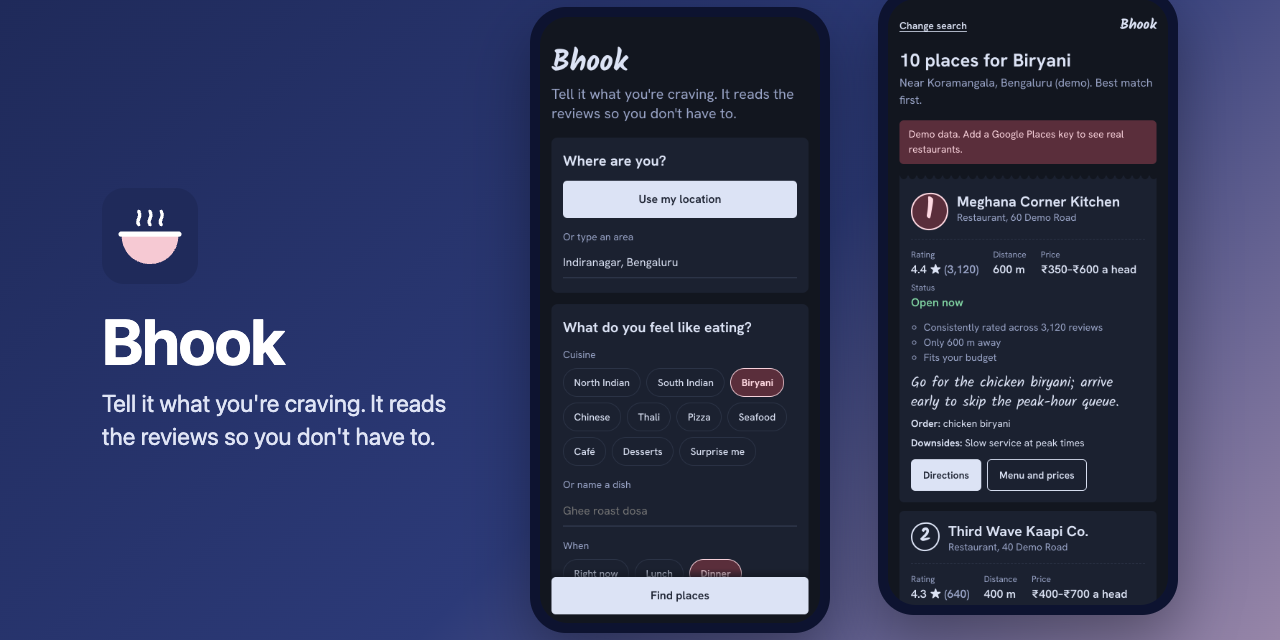 Bhook
Tell it what you're craving. It reads
the reviews so you don't have to.
Bhook
Tell it what you're craving. It reads the
reviews so you don't have to.
Where are you?
Use my location
Or type an area
Indiranagar, Bengaluru
What do you feel like eating?
Cuisine
North Indian South Indian Biryani
Chinese Thali Pizza Seafood
Café Desserts Surprise me
Or name a dish
Ghee roast dosa
When
Right now Lunch Dinner
Find places
Change search Bhook
10 places for Biryani
Near Koramangala, Bengaluru (demo). Best match
first.
Demo data. Add a Google Places key to see real
restaurants.
1 Meghana Corner Kitchen
Restaurant, 60 Demo Road
Rating Distance Price
4.4 ★ (3,120) 600 m ₹350–₹600 a head
Status
Open now
Consistently rated across 3,120 reviews
Only 600 m away
Fits your budget
Go for the chicken biryani; arrive
early to skip the peak-hour queue.
Order: chicken biryani
Downsides: Slow service at peak times
Directions Menu and prices
2 Third Wave Kaapi Co.
Restaurant, 40 Demo Road
Rating Distance Price
4.3 ★ (640) 400 m ₹400–₹700 a head